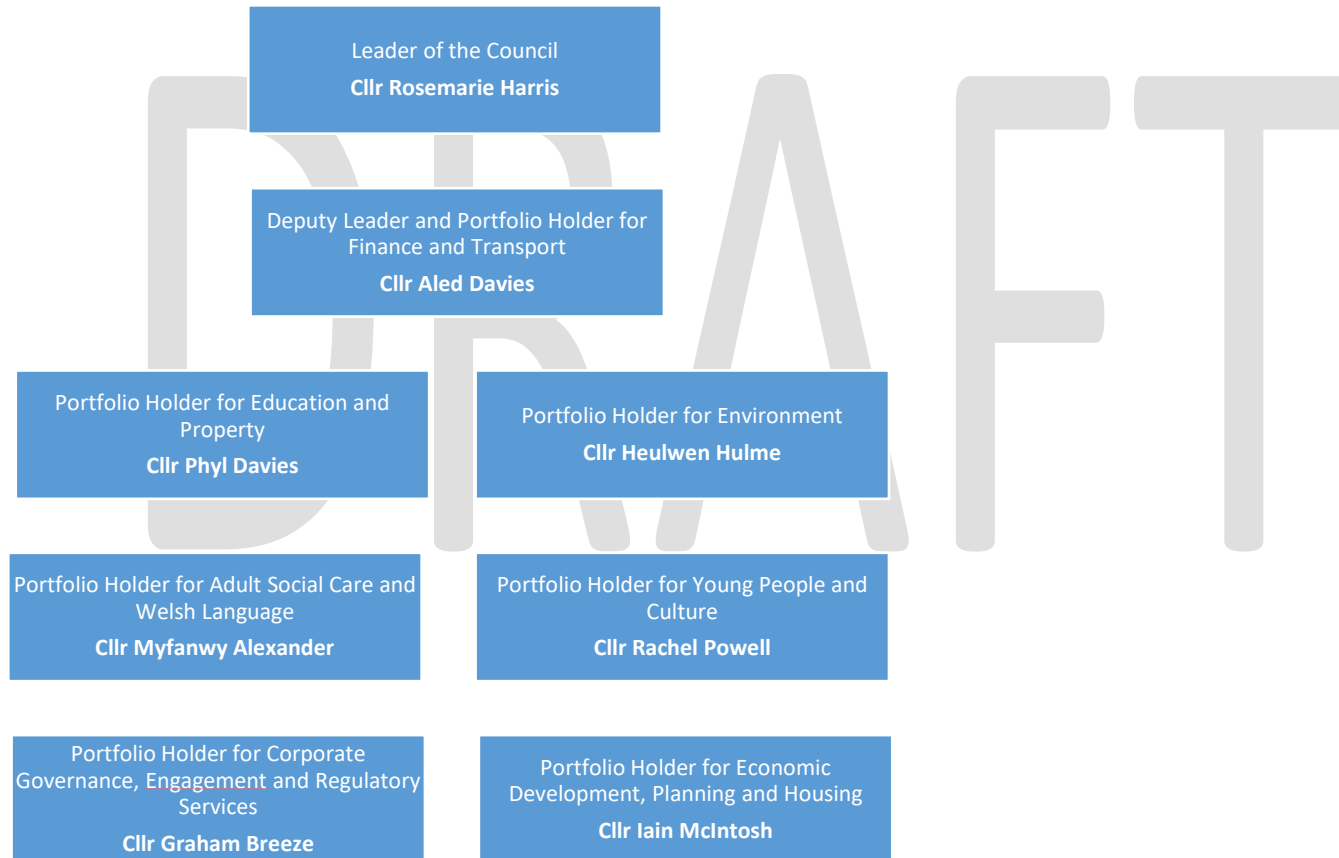 Leader of the Council
Cllr Rosemarie Harris
Deputy Leader and Portfolio Holder for
Finance and Transport
Cllr Aled Davies
Portfolio Holder for Education and
Property
Cllr Phyl Davies
Portfolio Holder for Environment
Cllr Heulwen Hulme
Portfolio Holder for Adult Social Care and
Welsh Language
Cllr Myfanwy Alexander
Portfolio Holder for Young People and
Culture
Cllr Rachel Powell
Portfolio Holder for Corporate
Governance, Engagement and Regulatory
Services
Cllr Graham Breeze
Portfolio Holder for Economic
Development, Planning and Housing
Cllr Iain McIntosh
DRAFT